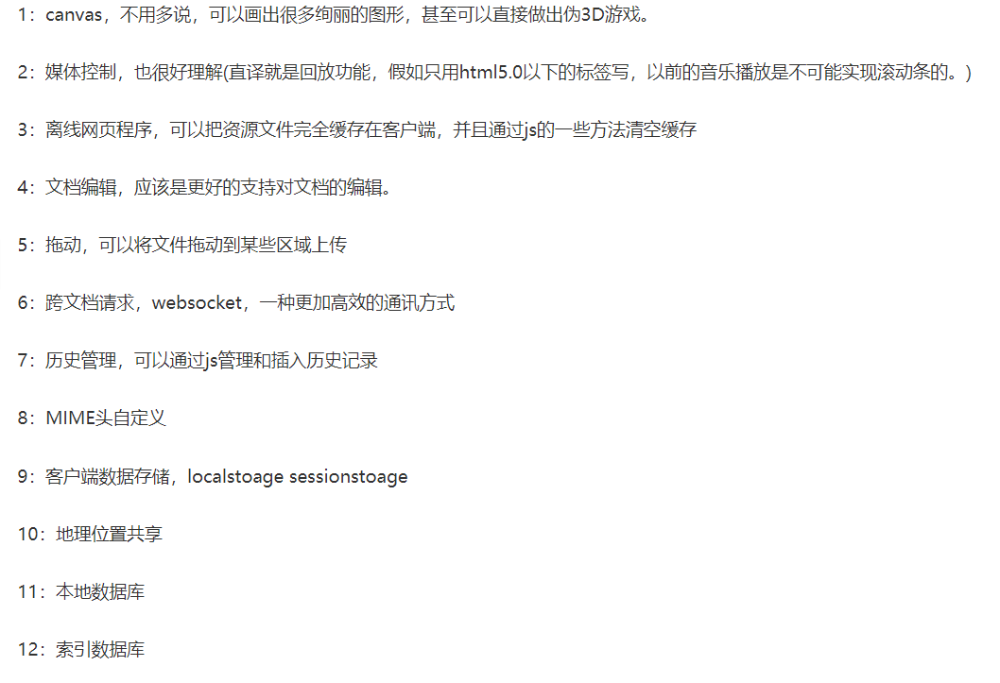 1：canvas，不用多说，可以画出很多绚丽的图形，甚至可以直接做出伪3D游戏。
2：媒体控制，也很好理解(直译就是回放功能，假如只用html5.0以下的标签写，以前的音乐播放是不可能实现滚动条的。)
3：离线网页程序，可以把资源文件完全缓存在客户端，并且通过js的一些方法清空缓存
4：文档编辑，应该是更好的支持对文档的编辑。
5：拖动，可以将文件拖动到某些区域上传
6：跨文档请求，websocket，一种更加高效的通讯方式
7：历史管理，可以通过js管理和插入历史记录
8：MIME头自定义
9：客户端数据存储，localstoage sessionstoage
10：地理位置共享
11：本地数据库
12：索引数据库